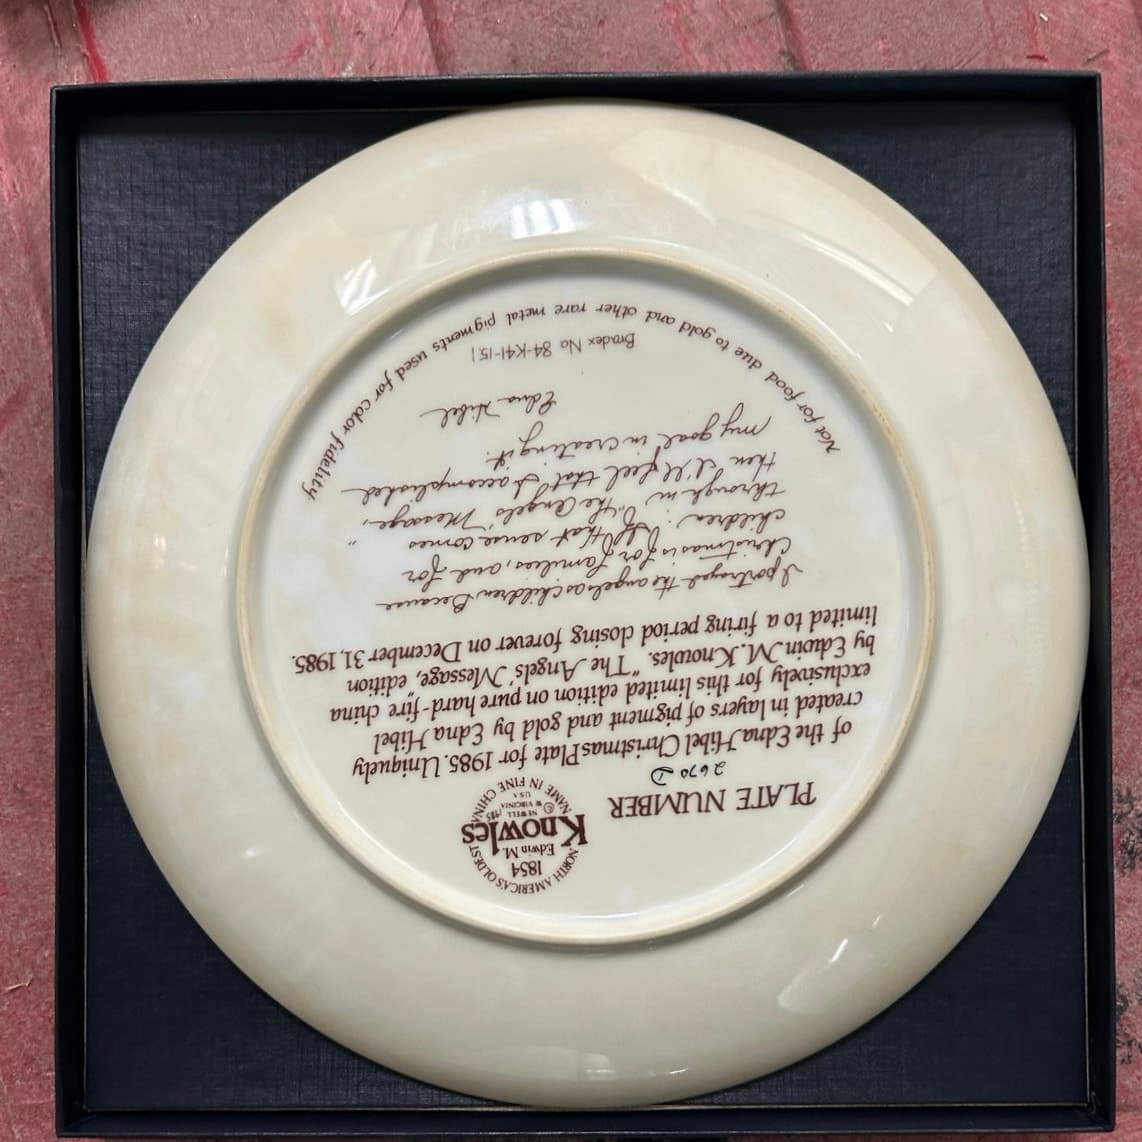 NORTH AMERICA'S OLDEST
1854
Edwin M.
Knowles
NEWELL 1985
© W. VIRGINIA
U.S.A.
NAME IN FINE CHINA
PLATE NUMBER
2670 D
of the Edna Hibel Christmas Plate for 1985. Uniquely
created in layers of pigment and gold by Edna Hibel
exclusively for this limited edition on pure hard-fire china
by Edwin M. Knowles. "The Angels' Message," edition
limited to a firing period closing forever on December 31, 1985.
I portrayed the angels as children Because
Christmas is for families, and for
children. If that sense comes
through in "The Angels' Message,"
then I'll feel that I accomplished
my goal in creating it.
Edna Hibel
Bradex No 84-K41-15.1
Not for food due to gold and other rare metal pigments used for color fidelity